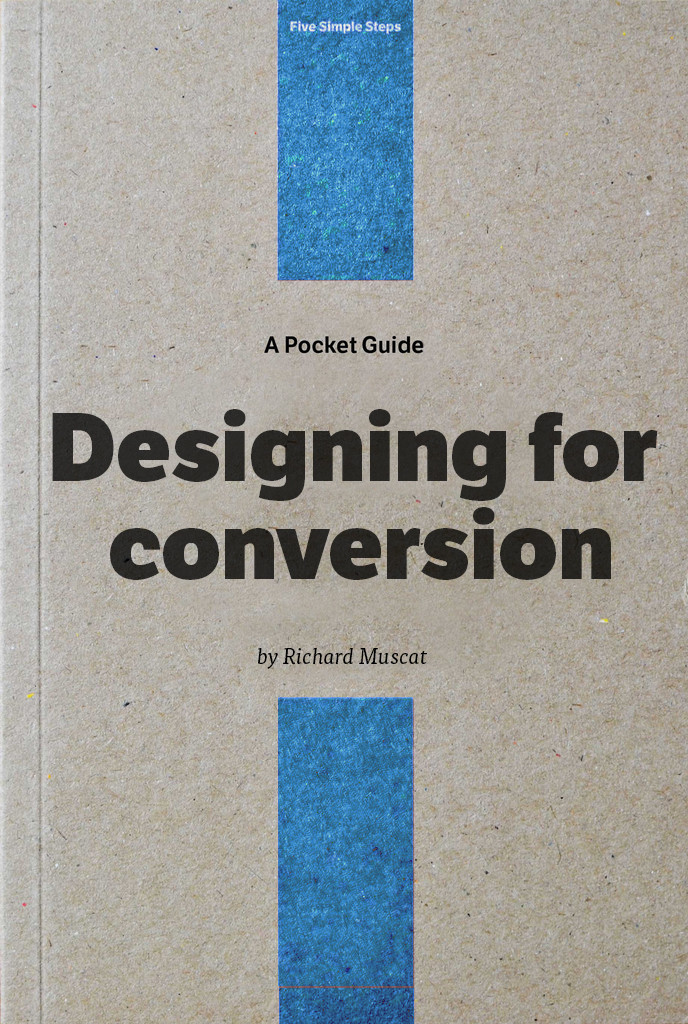 Five Simple Steps
A Pocket Guide
Designing for
conversion
by Richard Muscat